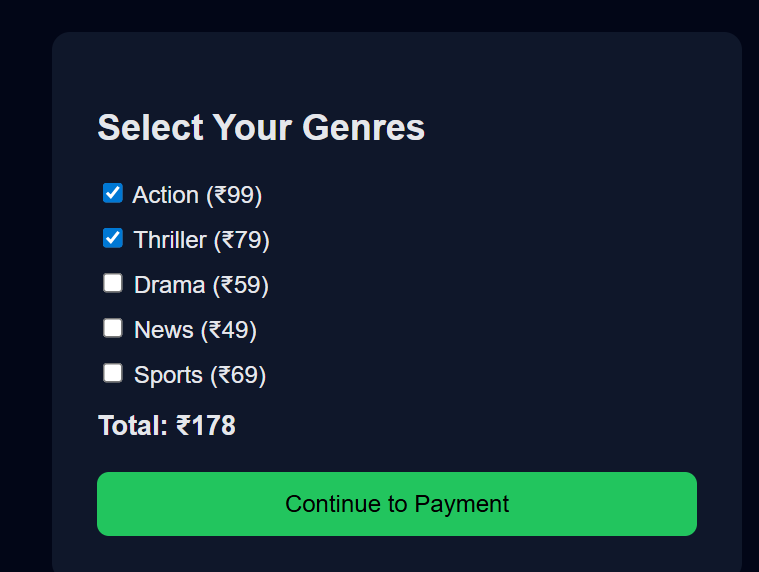 Select Your Genres
Action (₹99)
Thriller (₹79)
Drama (₹59)
News (₹49)
Sports (₹69)
Total: ₹178
Continue to Payment